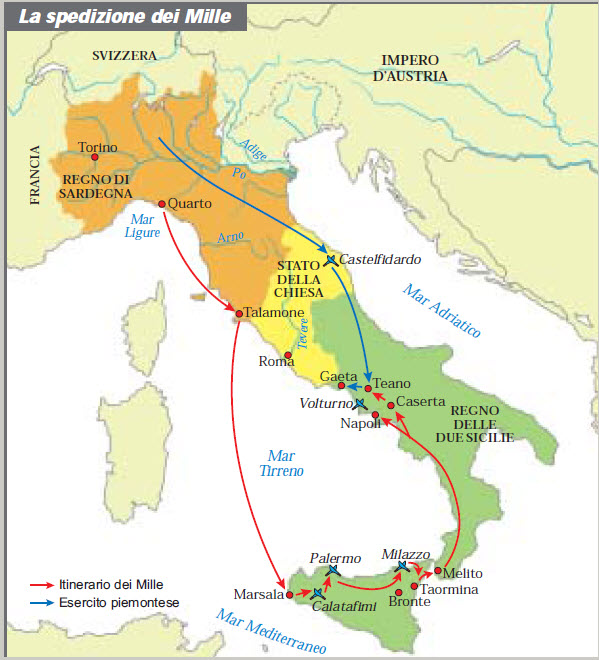 La spedizione dei Mille
SVIZZERA
IMPERO
D'AUSTRIA
FRANCIA
Torino
REGNO DI
SARDEGNA
Adige
Po
Quarto
Mar
Ligure
Arno
Castelfidardo
STATO
DELLA
CHIESA
Mar Adriatico
Talamone
Tevere
Roma
Gaeta
Teano
Volturno
Caserta
Napoli
REGNO
DELLE
DUE SICILIE
Mar
Tirreno
Palermo
Milazzo
Melito
Taormina
Marsala
Calatafimi
Bronte
Mar Mediterraneo
Itinerario dei Mille
Esercito piemontese